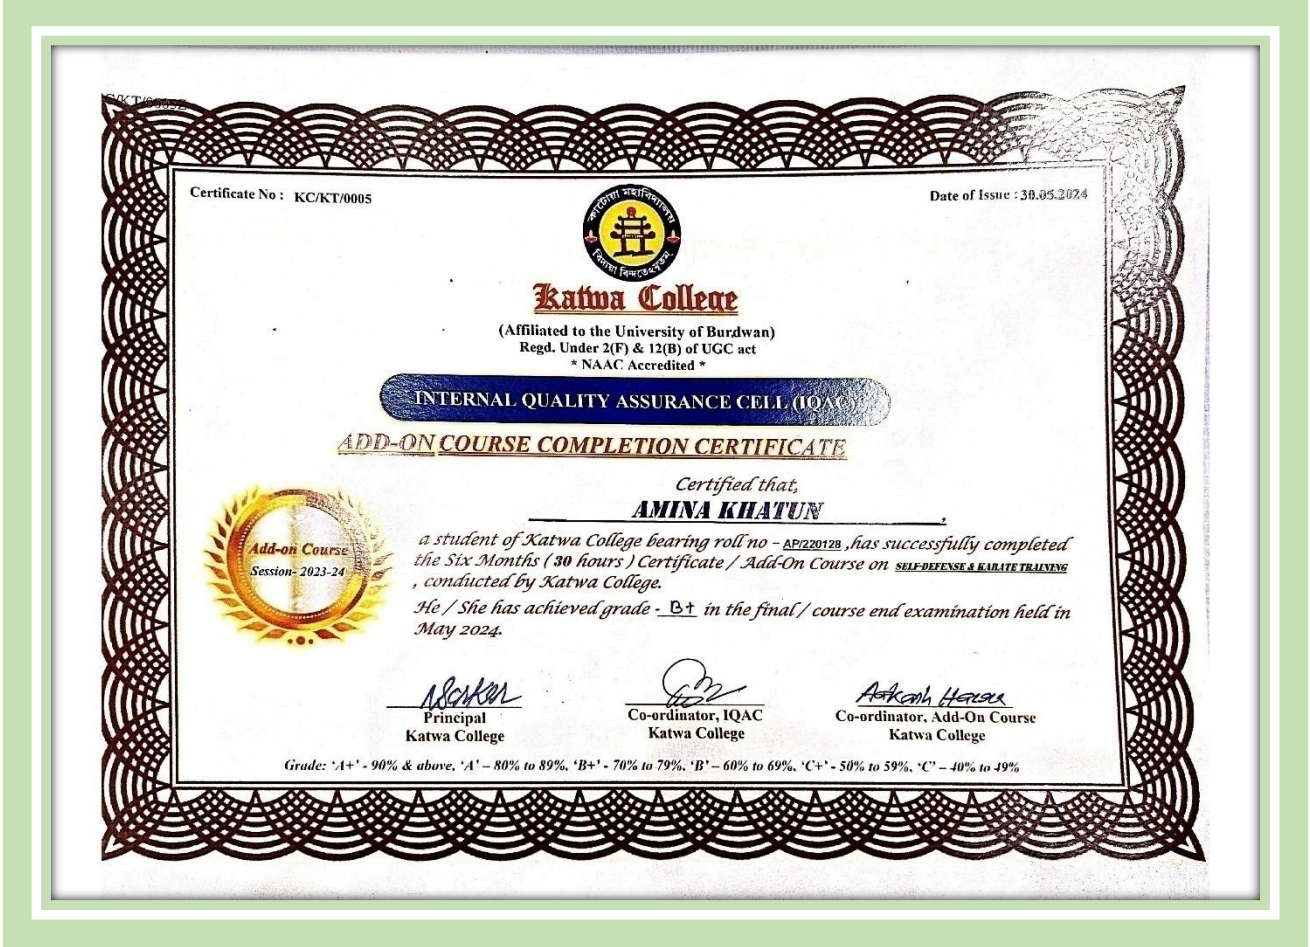 Certificate No : KC/KT/0005
Date of Issue : 30.05.2024
কাটোয়া মহাবিদ্যালয়
Katwa College
(Affiliated to the University of Burdwan)
Regd. Under 2(F) & 12(B) of UGC act
* NAAC Accredited *
INTERNAL QUALITY ASSURANCE CELL (IQAC)
ADD-ON COURSE COMPLETION CERTIFICATE
Certified that,
AMINA KHATUN ,
Add-on Course
Session- 2023-24
a student of Katwa College bearing roll no - AP/220128 ,has successfully completed
the Six Months ( 30 hours ) Certificate / Add-On Course on SELF-DEFENSE & KARATE TRAINING
, conducted by Katwa College.
He / She has achieved grade - B+ in the final / course end examination held in
May 2024.
Principal
Katwa College
Co-ordinator, IQAC
Katwa College
Aakash Hazra
Co-ordinator, Add-On Course
Katwa College
Grade: ‘A+’ - 90% & above, ‘A’ – 80% to 89%, ‘B+’ - 70% to 79%, ‘B’ – 60% to 69%, ‘C+’ - 50% to 59%, ‘C’ – 40% to 49%